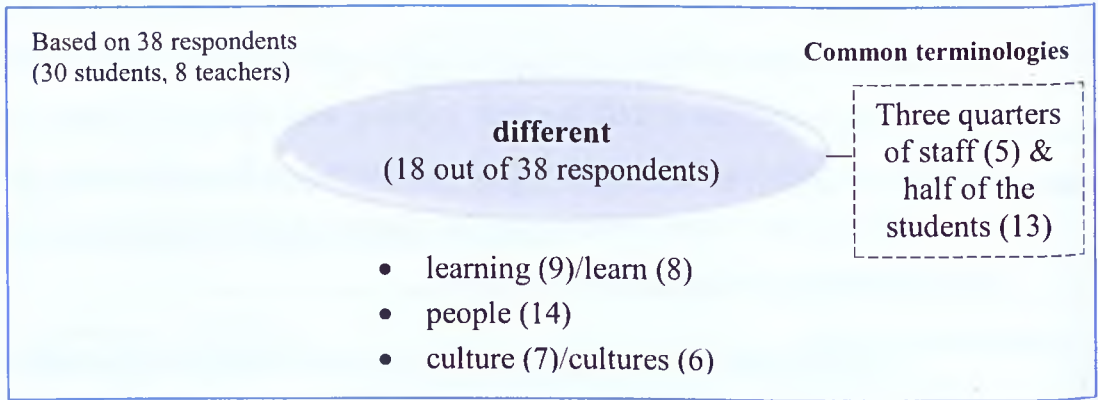 Based on 38 respondents
(30 students, 8 teachers)
Common terminologies
different
(18 out of 38 respondents)
Three quarters
of staff (5) &
half of the
students (13)
• learning (9)/learn (8)
• people (14)
• culture (7)/cultures (6)